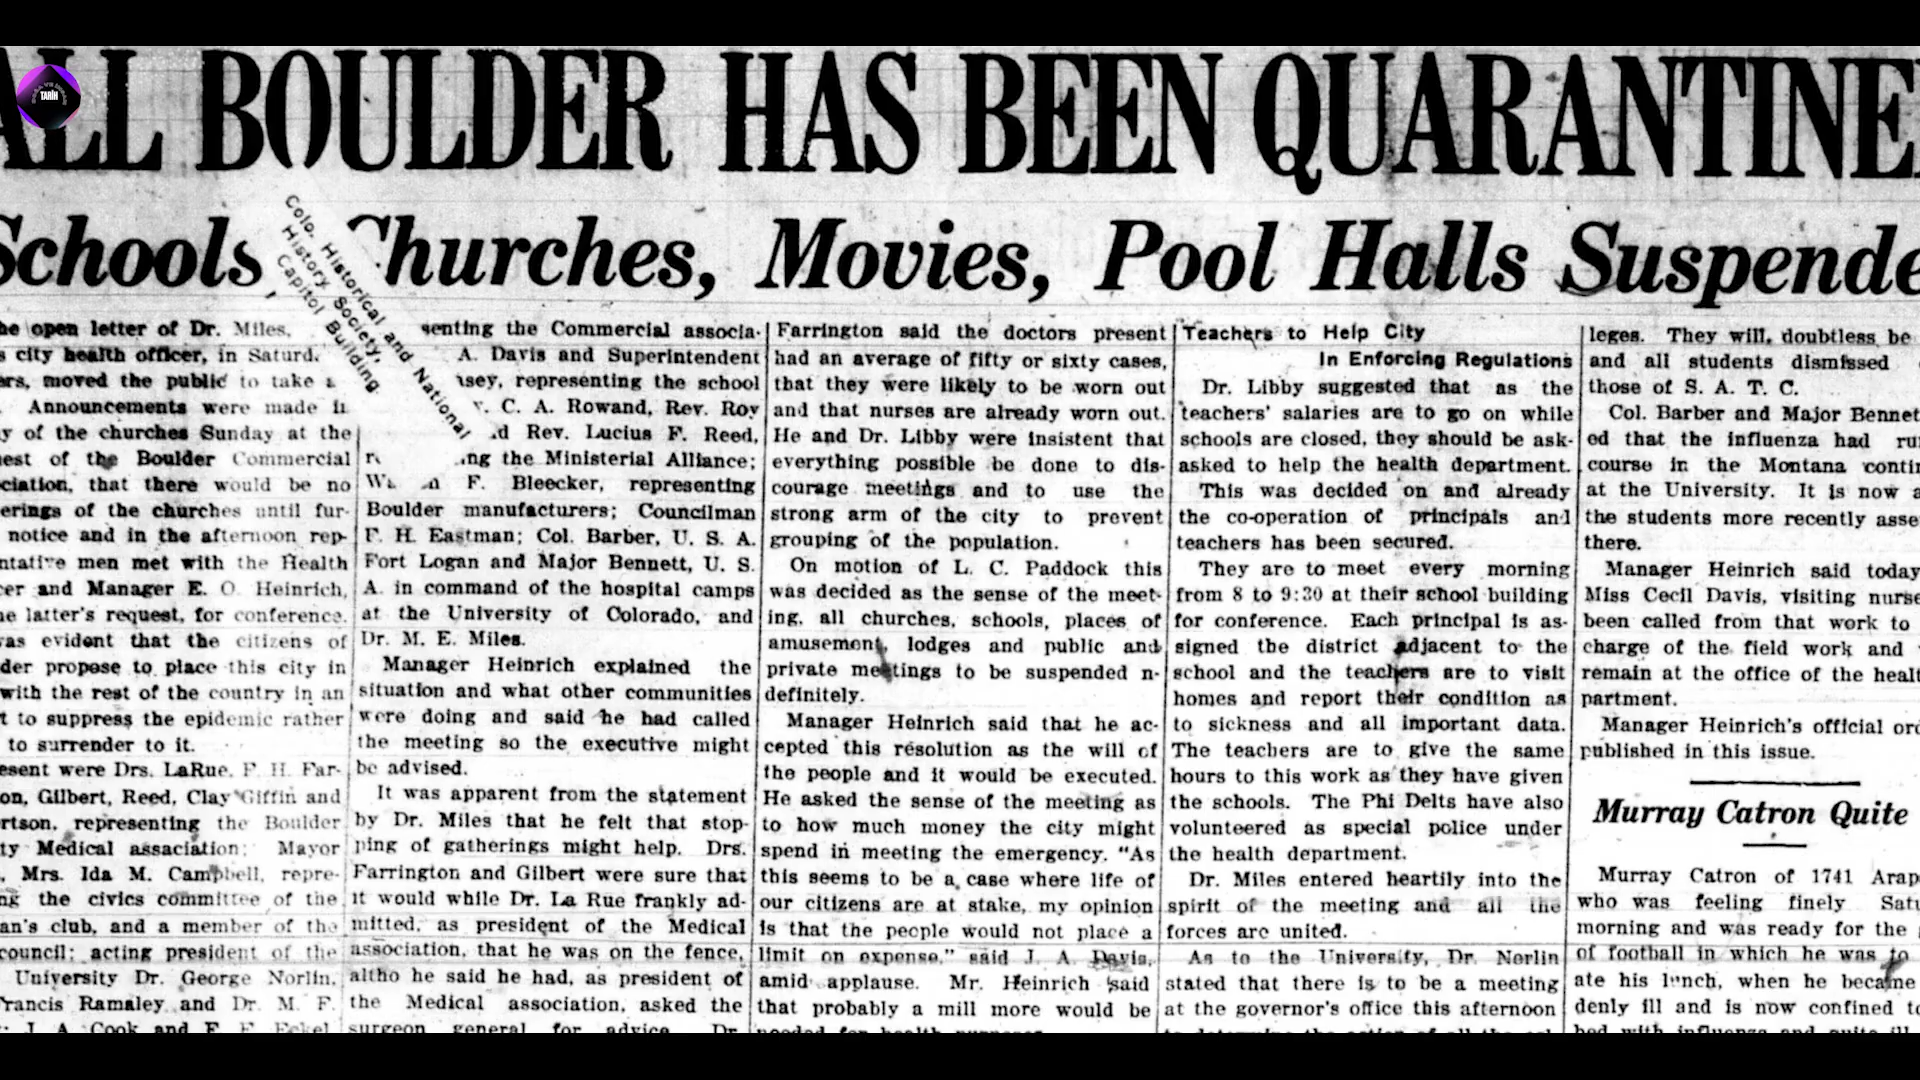 TARİH
ALL BOULDER HAS BEEN QUARANTINE
Schools Churches, Movies, Pool Halls Suspende
Colo. Historical and National
History Society,
Capitol Building
he open letter of Dr. Miles,
s city health officer, in Saturd.
ars, moved the public to take a
Announcements were made i
y of the churches Sunday at the
est of the Boulder Commercial
ciation, that there would be no
erings of the churches until fur-
notice and in the afternoon rep-
ntative men met with the Health
cer and Manager E. O. Heinrich,
he latter's request, for conference.
as evident that the citizens of
der propose to place this city in
with the rest of the country in an
t to suppress the epidemic rather
to surrender to it.
esent were Drs. LaRue, F. H. Far-
on, Gilbert, Reed, Clay Giffin and
rtson, representing the Boulder
ty Medical assaciation; Mayor
. Mrs. Ida M. Campbell, repre-
ng the civics committee of the
an's club, and a member of the
council; acting president of the
University Dr. George Norlin,
rancis Ramaley and Dr. M. F.
J. A. Cook and F. F. Eckel
senting the Commercial associa-
A. Davis and Superintendent
sey, representing the school
C. A. Rowand, Rev. Roy
d Rev. Lucius F. Reed,
ng the Ministerial Alliance;
F. Bleecker, representing
Boulder manufacturers; Councilman
F. H. Eastman; Col. Barber, U. S. A.
Fort Logan and Major Bennett, U. S.
A. in command of the hospital camps
at the University of Colorado, and
Dr. M. E. Miles.
Manager Heinrich explained the
situation and what other communities
were doing and said he had called
the meeting so the executive might
be advised.
It was apparent from the statement
by Dr. Miles that he felt that stop-
ping of gatherings might help. Drs.
Farrington and Gilbert were sure that
it would while Dr. La Rue frankly ad-
mitted, as president of the Medical
association, that he was on the fence,
altho he said he had, as president of
the Medical association, asked the
surgeon general for advice. Dr.
Farrington said the doctors present
had an average of fifty or sixty cases,
that they were likely to be worn out
and that nurses are already worn out.
He and Dr. Libby were insistent that
everything possible be done to dis-
courage meetings and to use the
strong arm of the city to prevent
grouping of the population.
On motion of L. C. Paddock this
was decided as the sense of the meet-
ing, all churches, schools, places of
amusement, lodges and public and
private meetings to be suspended n-
definitely.
Manager Heinrich said that he ac-
cepted this resolution as the will of
the people and it would be executed.
He asked the sense of the meeting as
to how much money the city might
spend in meeting the emergency. "As
this seems to be a case where life of
our citizens are at stake, my opinion
is that the people would not place a
limit on expense," said J. A. Davis,
amid applause. Mr. Heinrich said
that probably a mill more would be
needed for health purposes.
Teachers to Help City
In Enforcing Regulations
Dr. Libby suggested that as the
teachers' salaries are to go on while
schools are closed, they should be ask-
asked to help the health department.
This was decided on and already
the co-operation of principals and
teachers has been secured.
They are to meet every morning
from 8 to 9:30 at their school building
for conference. Each principal is as-
signed the district adjacent to the
school and the teachers are to visit
homes and report their condition as
to sickness and all important data.
The teachers are to give the same
hours to this work as they have given
the schools. The Phi Delts have also
volunteered as special police under
the health department.
Dr. Miles entered heartily into the
spirit of the meeting and all the
forces are united.
As to the University, Dr. Norlin
stated that there is to be a meeting
at the governor's office this afternoon
to determine the action of all the col-
leges. They will, doubtless be
and all students dismissed
those of S. A. T. C.
Col. Barber and Major Bennet
ed that the influenza had ru
course in the Montana contin
at the University. It is now a
the students more recently asse
there.
Manager Heinrich said today
Miss Cecil Davis, visiting nurse
been called from that work to
charge of the field work and
remain at the office of the healt
partment.
Manager Heinrich's official ord
published in this issue.
Murray Catron Quite
Murray Catron of 1741 Arap
who was feeling finely Satu
morning and was ready for the
of football in which he was to
ate his lunch, when he became
denly ill and is now confined to
bed with influenza and quite ill